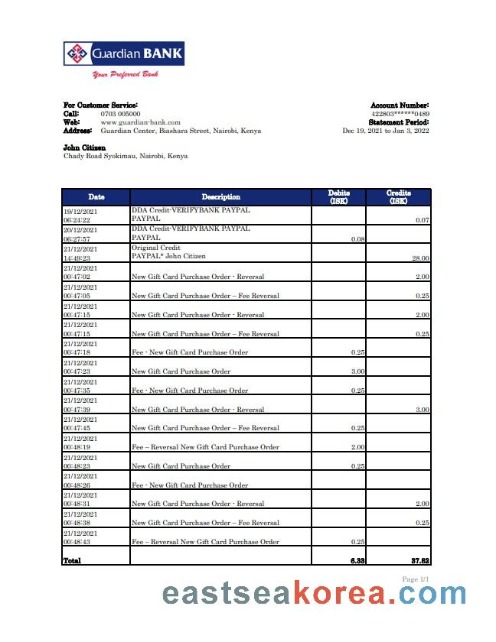 Guardian BANK
Your Preferred Bank
For Customer Service:
Call: 0703 005000
Web: www.guardian-bank.com
Address: Guardian Center, Biashara Street, Nairobi, Kenya
Account Number:
422803******0489
Statement Period:
Dec 19, 2021 to Jun 3, 2022
John Citizen
Chady Road Syokimau, Nairobi, Kenya
Date Description Debits (ISK) Credits (ISK)
19/12/2021 DDA Credit-VERIFYBANK PAYPAL
06:24:22 PAYPAL 0.07
20/12/2021 DDA Credit-VERIFYBANK PAYPAL
06:27:57 PAYPAL 0.08
21/12/2021 Original Credit
14:49:23 PAYPAL* John Citizen 28.00
21/12/2021
00:47:02 New Gift Card Purchase Order - Reversal 2.00
21/12/2021
00:47:05 New Gift Card Purchase Order – Fee Reversal 0.25
21/12/2021
00:47:15 New Gift Card Purchase Order - Reversal 2.00
21/12/2021
00:47:15 New Gift Card Purchase Order – Fee Reversal 0.25
21/12/2021
00:47:18 Fee - New Gift Card Purchase Order 0.25
21/12/2021
00:47:23 New Gift Card Purchase Order 3.00
21/12/2021
00:47:35 Fee - New Gift Card Purchase Order 0.25
21/12/2021
00:47:39 New Gift Card Purchase Order - Reversal 3.00
21/12/2021
00:47:45 New Gift Card Purchase Order – Fee Reversal 0.25
21/12/2021
00:48:19 Fee – Reversal New Gift Card Purchase Order 2.00
21/12/2021
00:48:23 New Gift Card Purchase Order 0.25
21/12/2021
00:48:26 Fee - New Gift Card Purchase Order
21/12/2021
00:48:31 New Gift Card Purchase Order - Reversal 2.00
21/12/2021
00:48:38 New Gift Card Purchase Order – Fee Reversal 0.25
21/12/2021
00:48:43 Fee – Reversal New Gift Card Purchase Order 0.25
Total 6.33 37.82
Page 1/1
eastseakorea.com